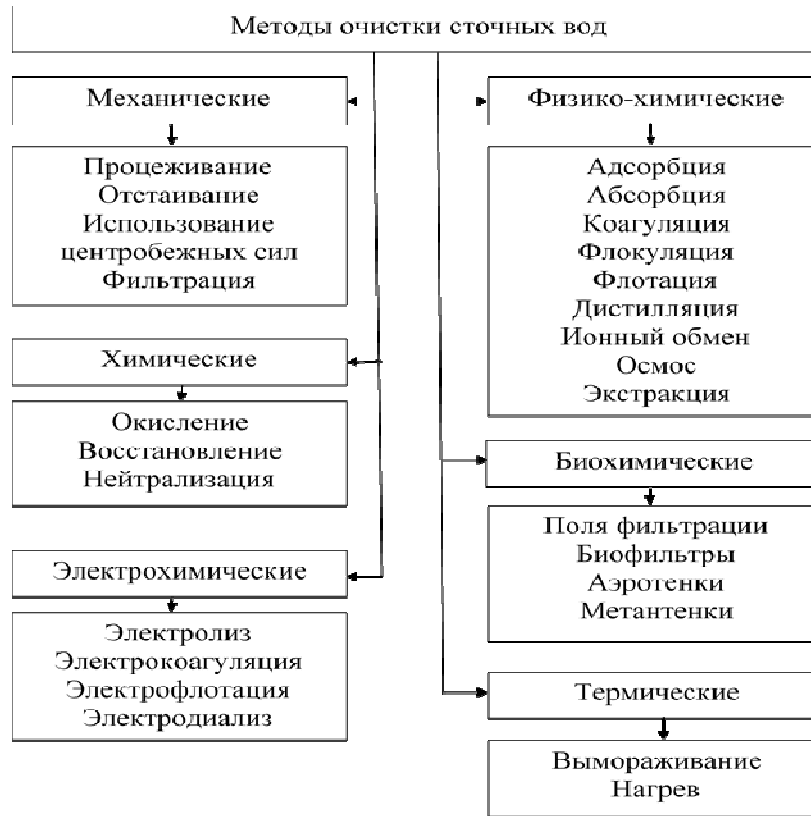 Методы очистки сточных вод
Механические
Процеживание
Отстаивание
Использование
центробежных сил
Фильтрация
Химические
Окисление
Восстановление
Нейтрализация
Электрохимические
Электролиз
Электрокоагуляция
Электрофлотация
Электродиализ
Физико-химические
Адсорбция
Абсорбция
Коагуляция
Флокуляция
Флотация
Дистилляция
Ионный обмен
Осмос
Экстракция
Биохимические
Поля фильтрации
Биофильтры
Аэротенки
Метантенки
Термические
Вымораживание
Нагрев